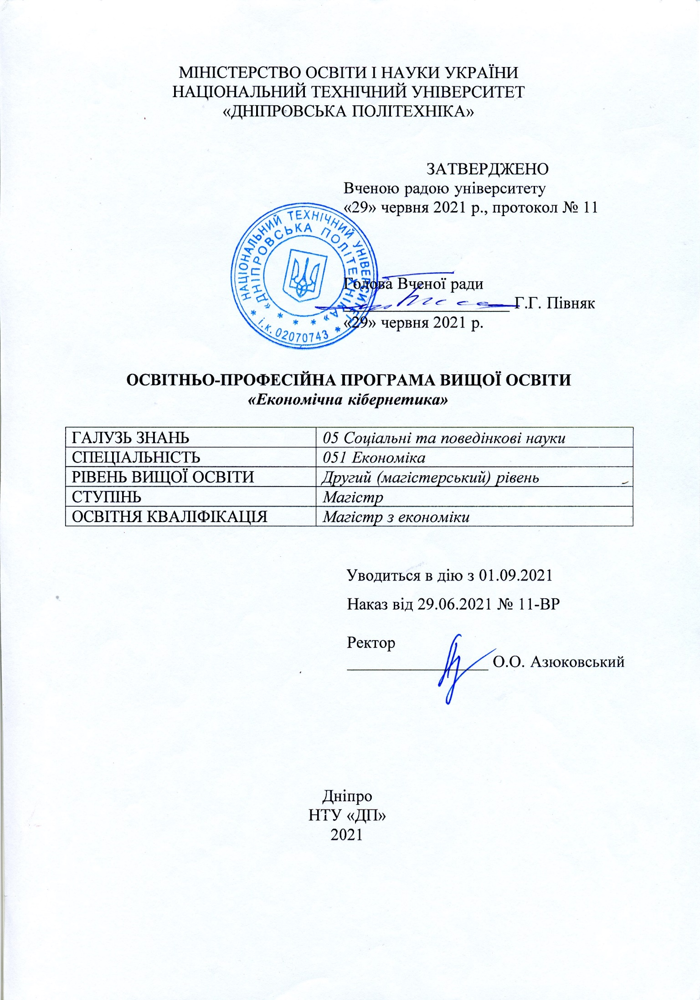 МІНІСТЕРСТВО ОСВІТИ І НАУКИ УКРАЇНИ
НАЦІОНАЛЬНИЙ ТЕХНІЧНИЙ УНІВЕРСИТЕТ
«ДНІПРОВСЬКА ПОЛІТЕХНІКА»
ЗАТВЕРДЖЕНО
Вченою радою університету
«29» червня 2021 р., протокол № 11
* НАЦІОНАЛЬНИЙ ТЕХНІЧНИЙ УНІВЕРСИТЕТ *
* «ДНІПРОВСЬКА ПОЛІТЕХНІКА» * *
і.к. 02070743
Голова Вченої ради
Г.Г. Півняк
«29» червня 2021 р.
ОСВІТНЬО-ПРОФЕСІЙНА ПРОГРАМА ВИЩОЇ ОСВІТИ
«Економічна кібернетика»
ГАЛУЗЬ ЗНАНЬ 05 Соціальні та поведінкові науки
СПЕЦІАЛЬНІСТЬ 051 Економіка
РІВЕНЬ ВИЩОЇ ОСВІТИ Другий (магістерський) рівень
СТУПІНЬ Магістр
ОСВІТНЯ КВАЛІФІКАЦІЯ Магістр з економіки
Уводиться в дію з 01.09.2021
Наказ від 29.06.2021 № 11-ВР
Ректор
О.О. Азюковський
Дніпро
НТУ «ДП»
2021